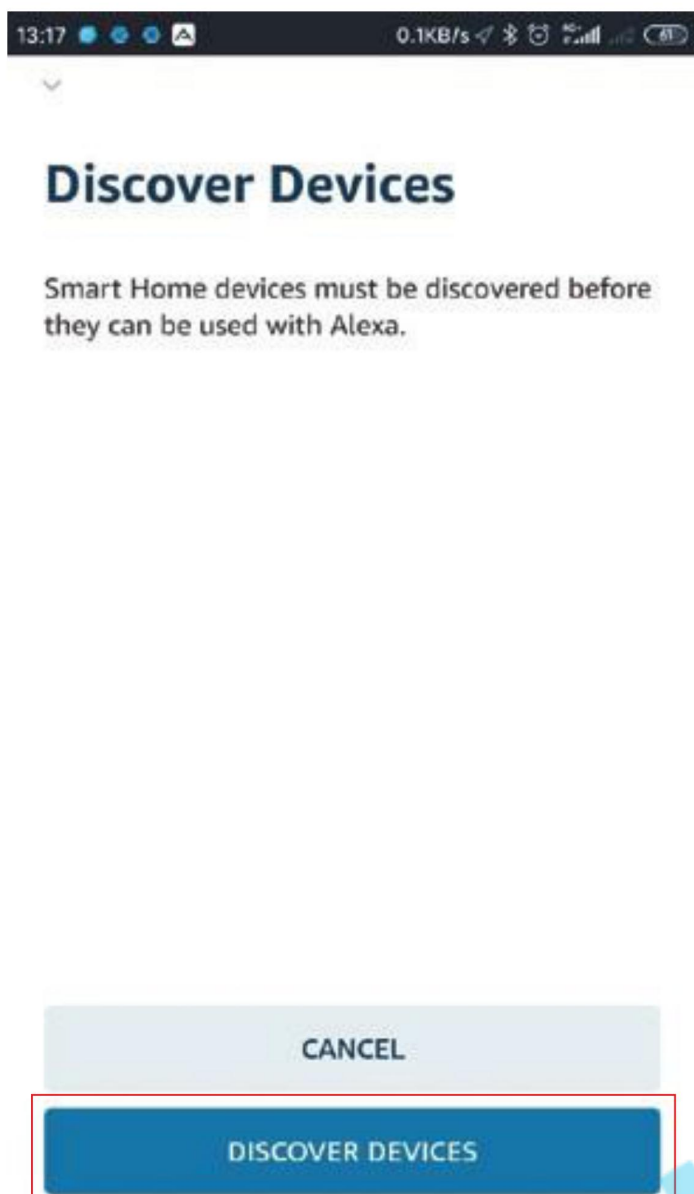 13:17 0.1KB/s 61
Discover Devices
Smart Home devices must be discovered before
they can be used with Alexa.
CANCEL
DISCOVER DEVICES